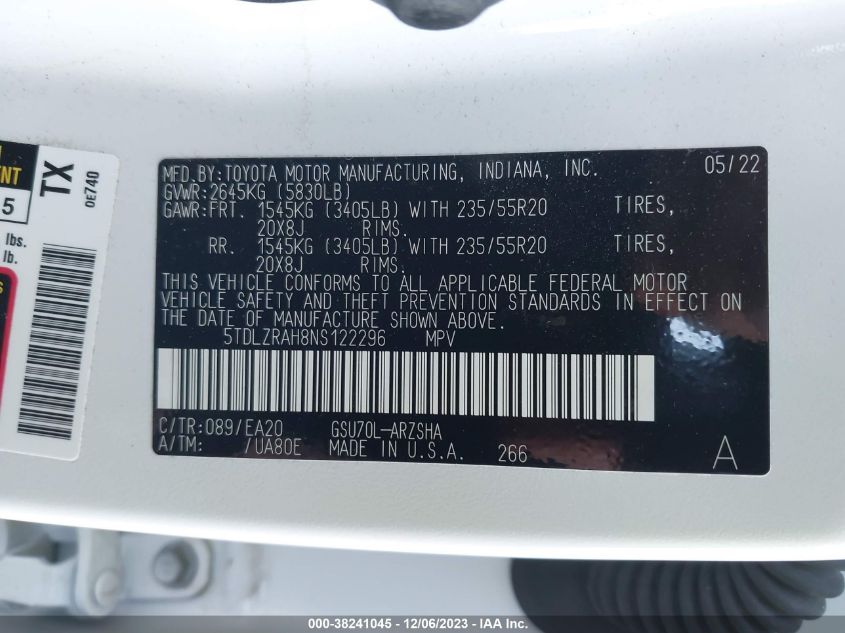 MFD.BY:TOYOTA MOTOR MANUFACTURING, INDIANA, INC. 05/22
GVWR:2645KG (5830LB)
GAWR:FRT. 1545KG (3405LB) WITH 235/55R20 TIRES,
20X8J RIMS.
RR. 1545KG (3405LB) WITH 235/55R20 TIRES,
20X8J RIMS.
THIS VEHICLE CONFORMS TO ALL APPLICABLE FEDERAL MOTOR
VEHICLE SAFETY AND THEFT PREVENTION STANDARDS IN EFFECT ON
THE DATE OF MANUFACTURE SHOWN ABOVE.
5TDLZRAH8NS122296 MPV
C/TR:089/EA20 GSU70L-ARZSHA
A/TM: /UA80E MADE IN U.S.A. 266 A
TX
0E740
5
lbs.
lb.
000-38241045 - 12/06/2023 - IAA Inc.